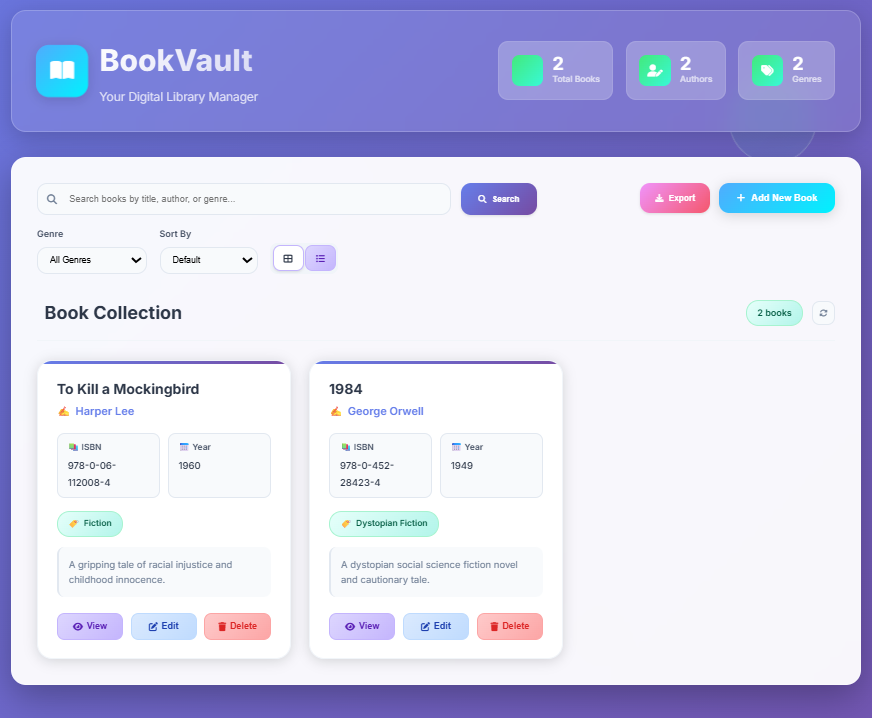 BookVault
Your Digital Library Manager
2
Total Books
2
Authors
2
Genres
Search books by title, author, or genre...
Search
Export
Add New Book
Genre
Sort By
All Genres
Default
Book Collection
2 books
To Kill a Mockingbird
Harper Lee
ISBN
978-0-06-
112008-4
Year
1960
Fiction
A gripping tale of racial injustice and
childhood innocence.
View
Edit
Delete
1984
George Orwell
ISBN
978-0-452-
28423-4
Year
1949
Dystopian Fiction
A dystopian social science fiction novel
and cautionary tale.
View
Edit
Delete